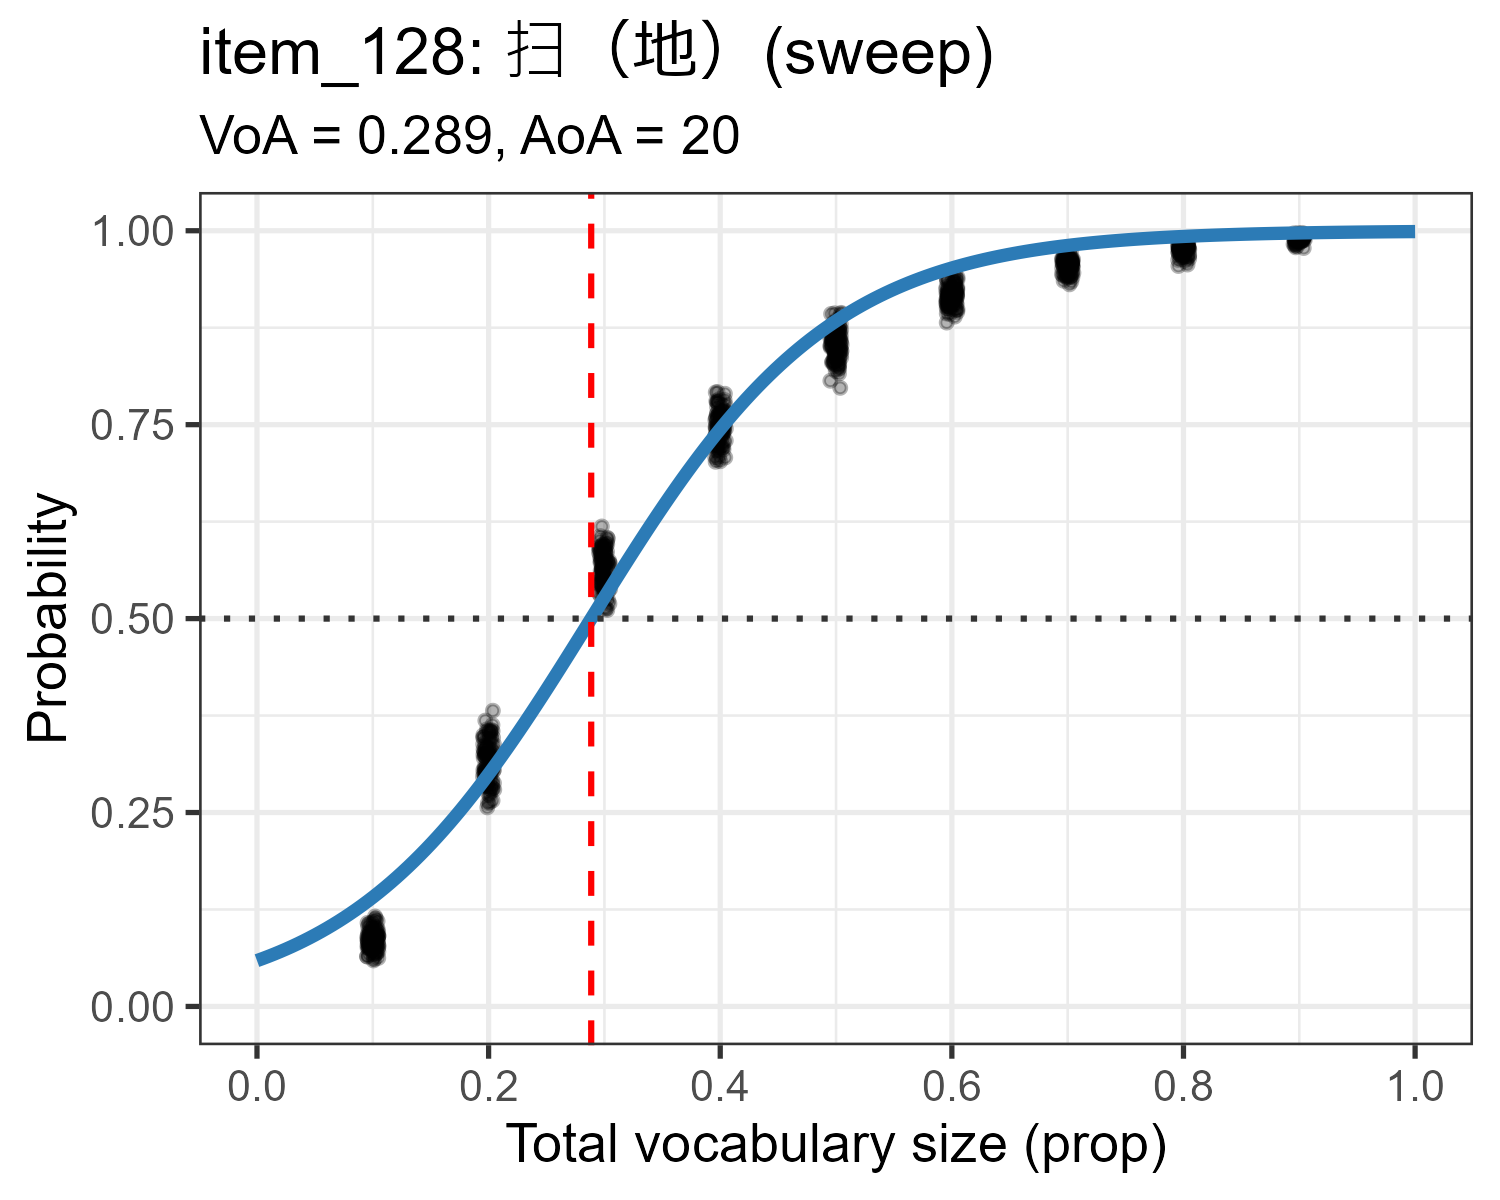 item_128: 扫（地）(sweep)
VoA = 0.289, AoA = 20
Probability
1.00
0.75
0.50
0.25
0.00
0.0 0.2 0.4 0.6 0.8 1.0
Total vocabulary size (prop)